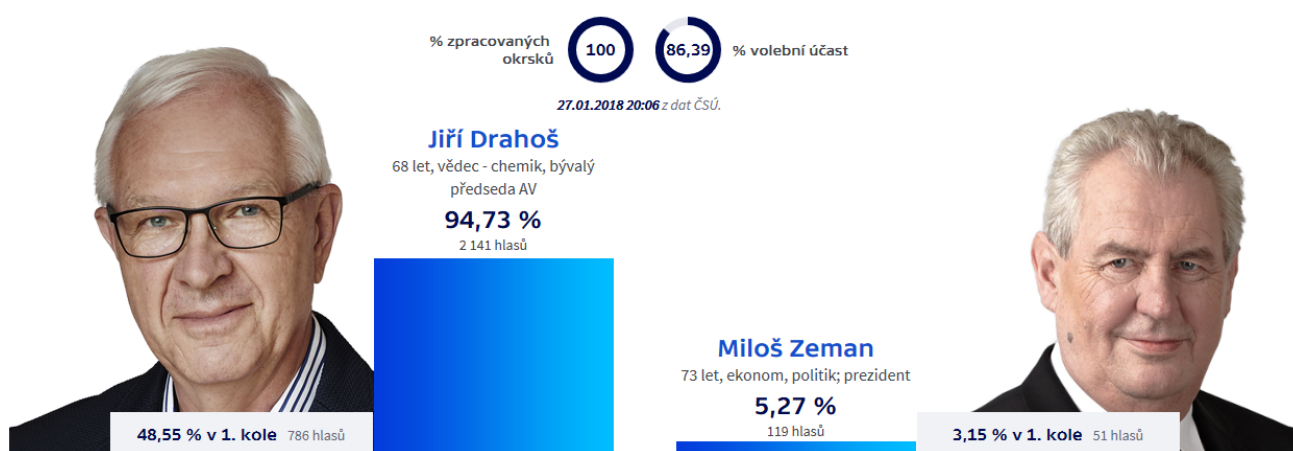 % zpracovaných
okrsků
100
86,39
% volební účast
27.01.2018 20:06 z dat ČSÚ.
Jiří Drahoš
68 let, vědec - chemik, bývalý
předseda AV
94,73 %
2 141 hlasů
48,55 % v 1. kole 786 hlasů
Miloš Zeman
73 let, ekonom, politik; prezident
5,27 %
119 hlasů
3,15 % v 1. kole 51 hlasů